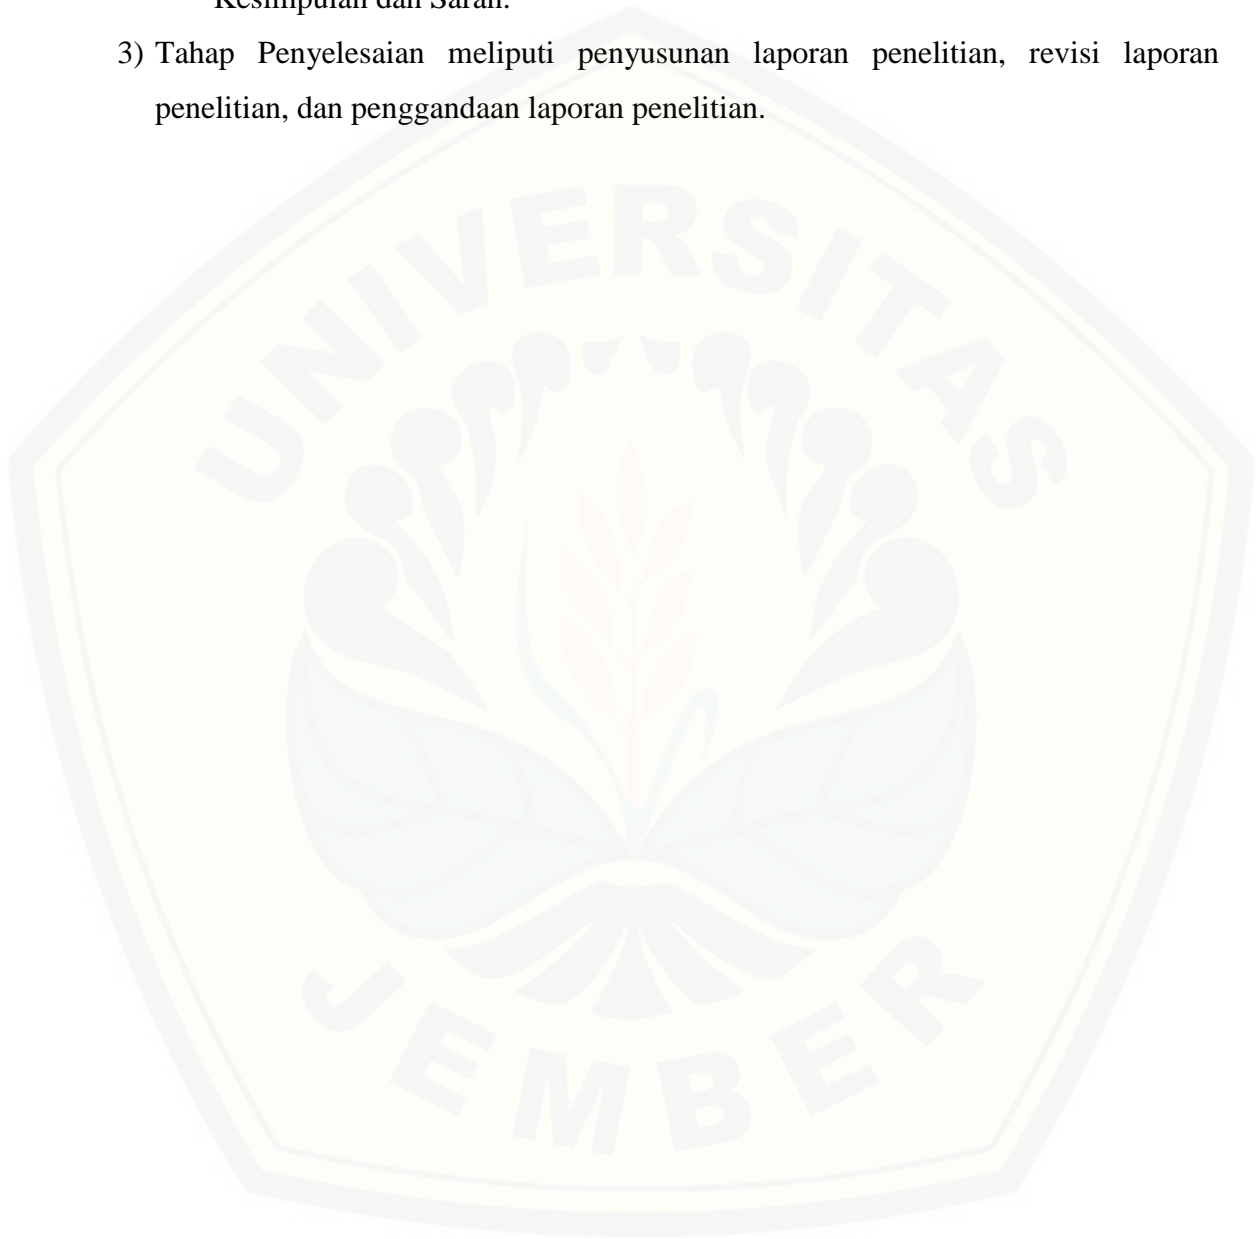 Kesimpulan dan Saran.
3) Tahap Penyelesaian meliputi penyusunan laporan penelitian, revisi laporan
penelitian, dan penggandaan laporan penelitian.
UNIVERSITAS
JEMBER